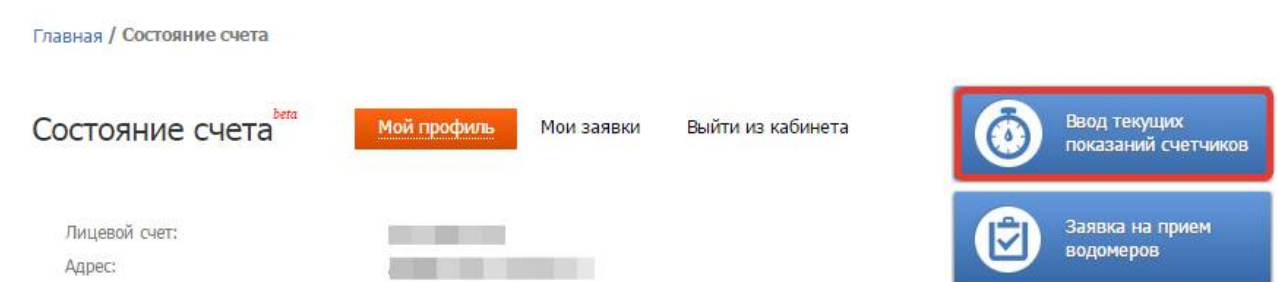 Главная / Состояние счета
Состояние счета beta
Мой профиль
Мои заявки
Выйти из кабинета
Ввод текущих
показаний счетчиков
Лицевой счет:
Адрес:
Заявка на прием
водомеров